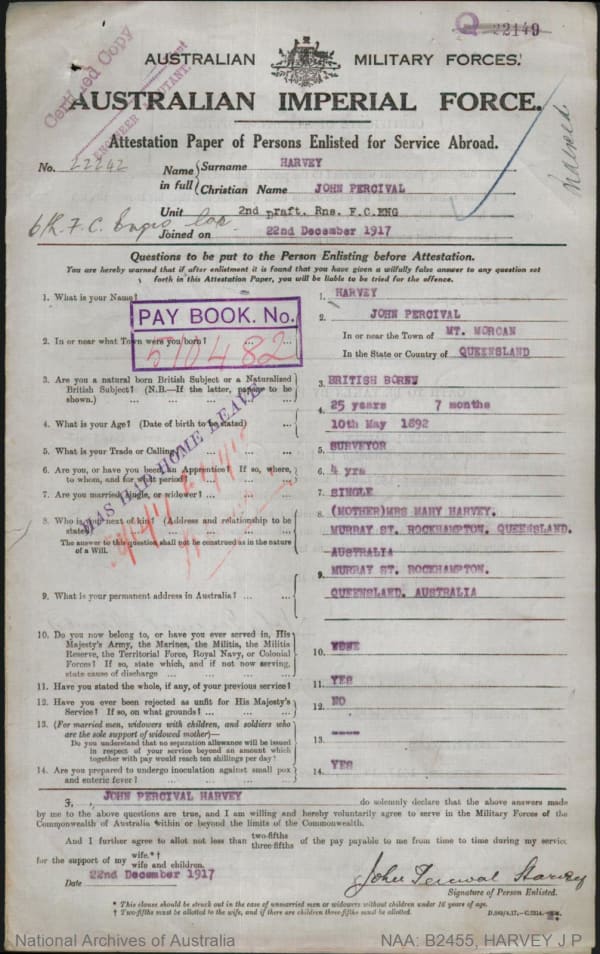 Q 22149
Certified Copy
AUSTRALIAN MILITARY FORCES.
AUSTRALIAN IMPERIAL FORCE.
Attestation Paper of Persons Enlisted for Service Abroad.
No. 22242
Name in full { Surname HARVEY
Christian Name JOHN PERCIVAL
Unit 2nd Draft. Rns. F.C.ENG
Joined on 22nd December 1917
Questions to be put to the Person Enlisting before Attestation.
You are hereby warned that if after enlistment it is found that you have given a wilfully false answer to any question set
forth in this Attestation Paper, you will be liable to be tried for the offence.
1. What is your Name? 1. HARVEY
JOHN PERCIVAL
PAY BOOK. No.
510482
2. In or near what Town were you born? 2. In or near the Town of MT. MORGAN
In the State or Country of QUEENSLAND
3. Are you a natural born British Subject or a Naturalized British Subject? (N.B.—If the latter, papers to be shown.) 3. BRITISH BORN
4. What is your Age? (Date of birth to be stated) 4. 25 years 7 months
10th May 1892
5. What is your Trade or Calling? 5. SURVEYOR
6. Are you, or have you been an Apprentice? If so, where, to whom, and for what period? 6. 4 yrs
7. Are you married, single, or widower? 7. SINGLE
HAS HAD HOME LEAVE
8. Who is your next of kin? (Address and relationship to be stated) 8. (MOTHER)MRS MARY HARVEY.
MURRAY ST. ROCKHAMPTON. QUEENSLAND.
AUSTRALIA
The answer to this question shall not be construed as in the nature of a Will.
9. What is your permanent address in Australia? 9. MURRAY ST. ROCKHAMPTON.
QUEENSLAND. AUSTRALIA
10. Do you now belong to, or have you ever served in, His Majesty's Army, the Marines, the Militia, the Militia Reserve, the Territorial Force, Royal Navy, or Colonial Forces? If so, state which, and if not now serving, state cause of discharge 10. NONE
11. Have you stated the whole, if any, of your previous service? 11. YES
12. Have you ever been rejected as unfit for His Majesty's Service? If so, on what grounds? 12. NO
13. (For married men, widowers with children, and soldiers who are the sole support of widowed mother)—
Do you understand that no separation allowance will be issued in respect of your service beyond an amount which together with pay would reach ten shillings per day? 13. ----
14. Are you prepared to undergo inoculation against small pox and enteric fever? 14. YES
I, JOHN PERCIVAL HARVEY do solemnly declare that the above answers made
by me to the above questions are true, and I am willing and hereby voluntarily agree to serve in the Military Forces of the
Commonwealth of Australia within or beyond the limits of the Commonwealth.
And I further agree to allot not less than two-fifths three-fifths of the pay payable to me from time to time during my service
for the support of my wife.*† wife and children.
Date 22nd December 1917
John Percival Harvey
Signature of Person Enlisted.
* This clause should be struck out in the case of unmarried men or widowers without children under 16 years of age.
† Two-fifths must be allotted to the wife, and if there are children three-fifths must be allotted.
National Archives of Australia
NAA: B2455, HARVEY J P